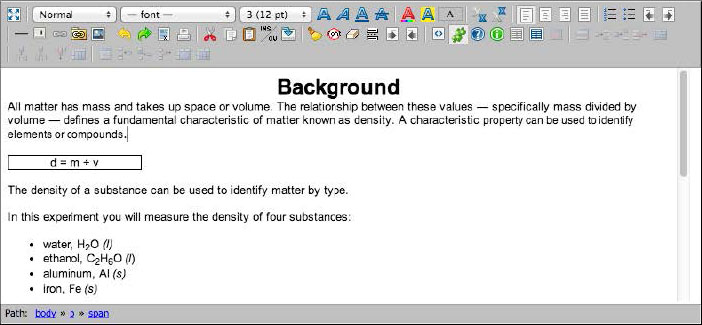 Normal — font — 3 (12 pt)
Background
All matter has mass and takes up space or volume. The relationship between these values — specifically mass divided by
volume — defines a fundamental characteristic of matter known as density. A characteristic property can be used to identify
elements or compounds.
d = m ÷ v
The density of a substance can be used to identify matter by type.
In this experiment you will measure the density of four substances:
• water, H₂O (l)
• ethanol, C₂H₆O (l)
• aluminum, Al (s)
• iron, Fe (s)
Path: body » p » span